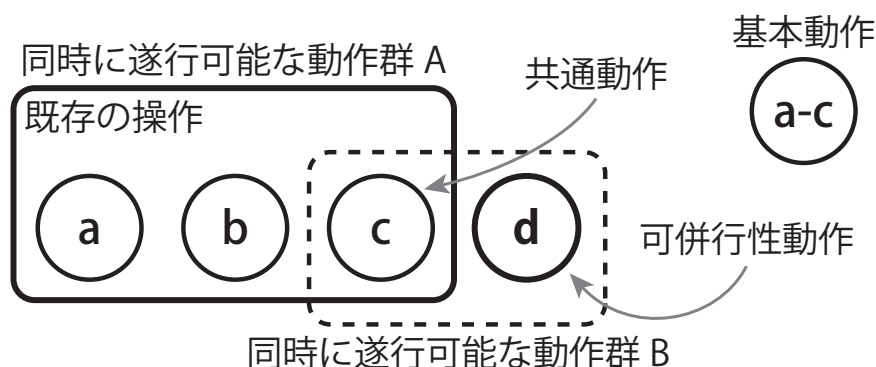 同時に遂行可能な動作群 A
既存の操作
a
b
c
d
共通動作
基本動作
a-c
可併行性動作
同時に遂行可能な動作群 B